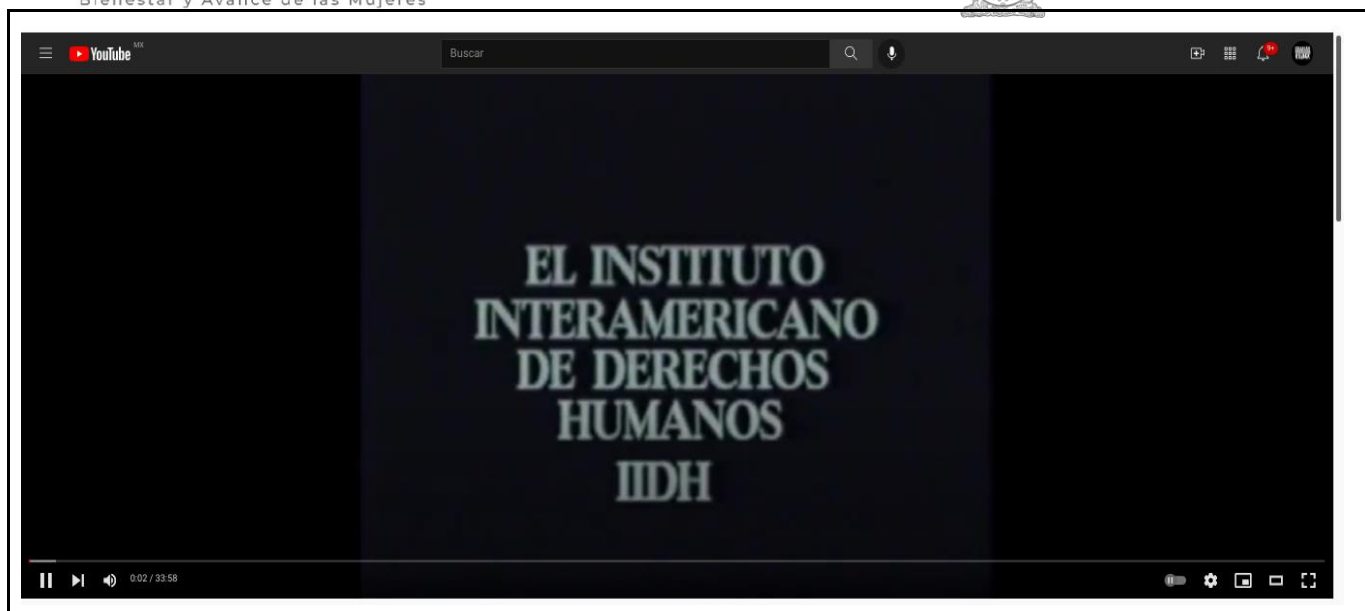 Bienestar y Avance de las Mujeres
YouTube MX
Buscar
9+
EL INSTITUTO
INTERAMERICANO
DE DERECHOS
HUMANOS
IIDH
0:02 / 33:58